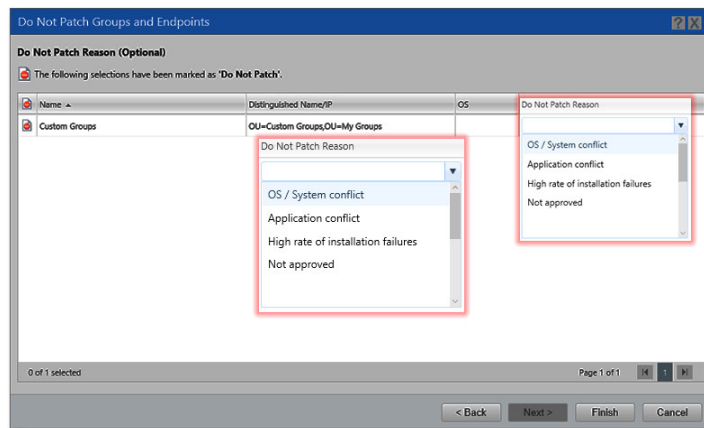 Do Not Patch Groups and Endpoints
Do Not Patch Reason (Optional)
The following selections have been marked as 'Do Not Patch'.
Name Distinguished Name/IP OS Do Not Patch Reason
Custom Groups OU=Custom Groups,OU=My Groups
OS / System conflict
Application conflict
High rate of installation failures
Not approved
Do Not Patch Reason
OS / System conflict
Application conflict
High rate of installation failures
Not approved
0 of 1 selected Page 1 of 1 1
< Back Next > Finish Cancel